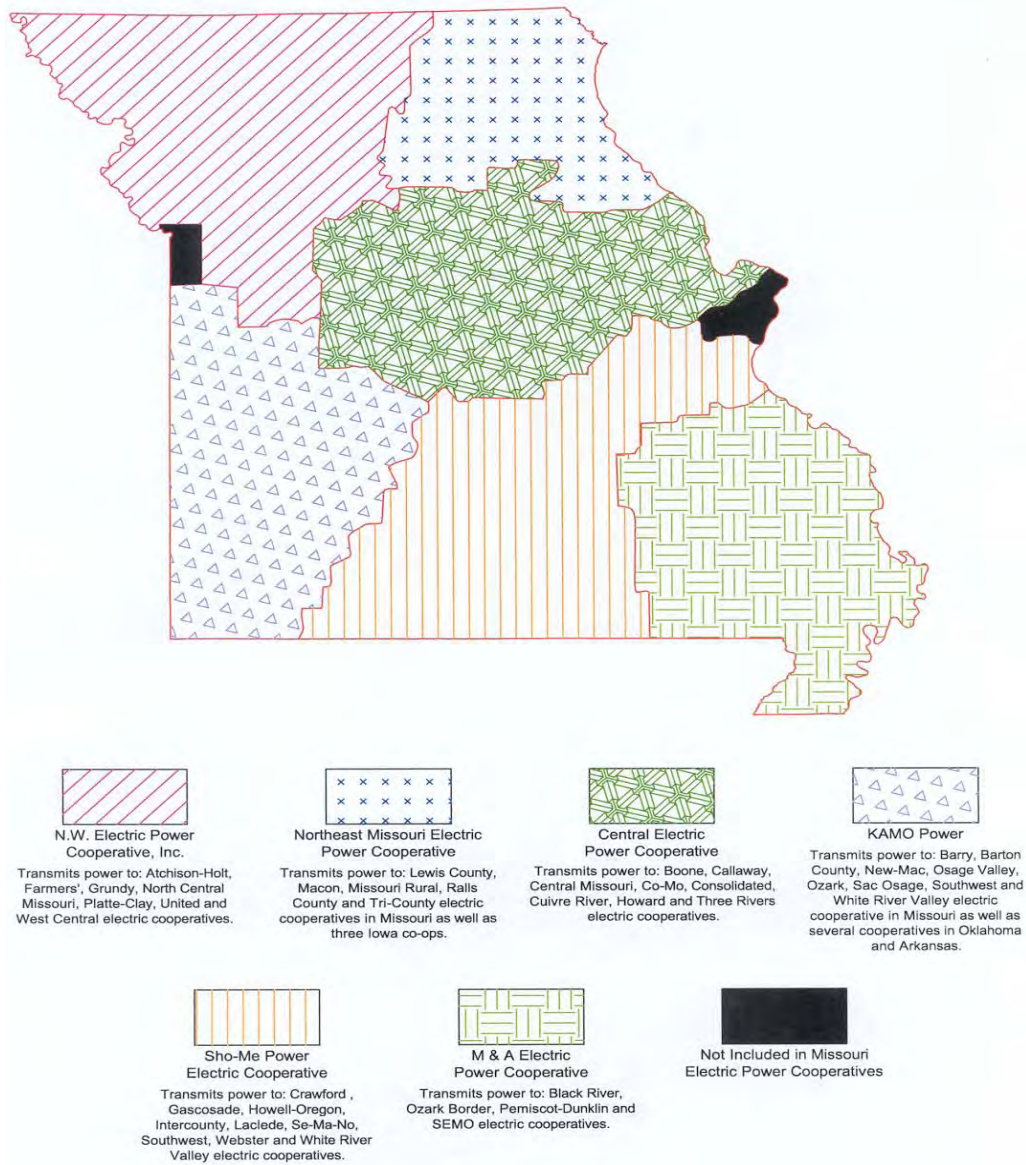 N.W. Electric Power
Cooperative, Inc.
Transmits power to: Atchison-Holt,
Farmers', Grundy, North Central
Missouri, Platte-Clay, United and
West Central electric cooperatives.
Northeast Missouri Electric
Power Cooperative
Transmits power to: Lewis County,
Macon, Missouri Rural, Ralls
County and Tri-County electric
cooperatives in Missouri as well as
three Iowa co-ops.
Central Electric
Power Cooperative
Transmits power to: Boone, Callaway,
Central Missouri, Co-Mo, Consolidated,
Cuivre River, Howard and Three Rivers
electric cooperatives.
KAMO Power
Transmits power to: Barry, Barton
County, New-Mac, Osage Valley,
Ozark, Sac Osage, Southwest and
White River Valley electric
cooperative in Missouri as well as
several cooperatives in Oklahoma
and Arkansas.
Sho-Me Power
Electric Cooperative
Transmits power to: Crawford ,
Gascosade, Howell-Oregon,
Intercounty, Laclede, Se-Ma-No,
Southwest, Webster and White River
Valley electric cooperatives.
M & A Electric
Power Cooperative
Transmits power to: Black River,
Ozark Border, Pemiscot-Dunklin and
SEMO electric cooperatives.
Not Included in Missouri
Electric Power Cooperatives